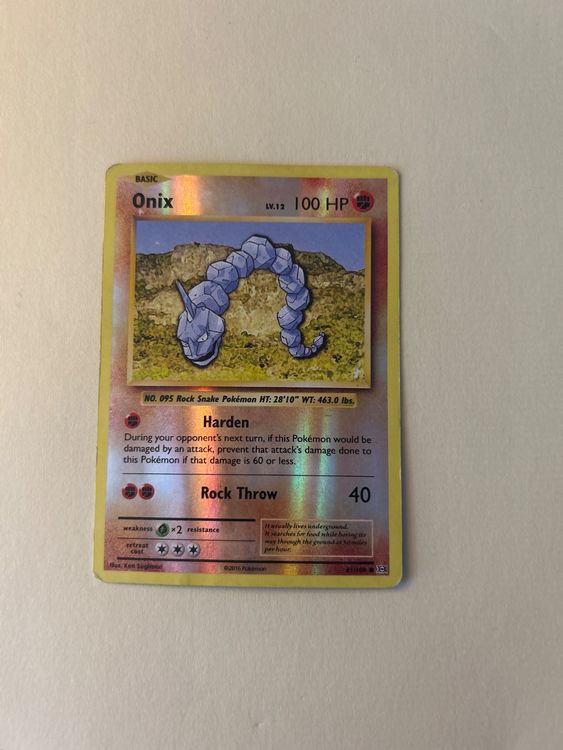 BASIC
Onix LV.12 100 HP
NO. 095 Rock Snake Pokémon HT: 28'10" WT: 463.0 lbs.
Harden
During your opponent's next turn, if this Pokémon would be
damaged by an attack, prevent that attack's damage done to
this Pokémon if that damage is 60 or less.
Rock Throw 40
weakness ×2 resistance
retreat
cost
It usually lives underground.
It searches for food while boring its
way through the ground at 50 miles
per hour.
Illus. Ken Sugimori ©2016 Pokémon 61/108